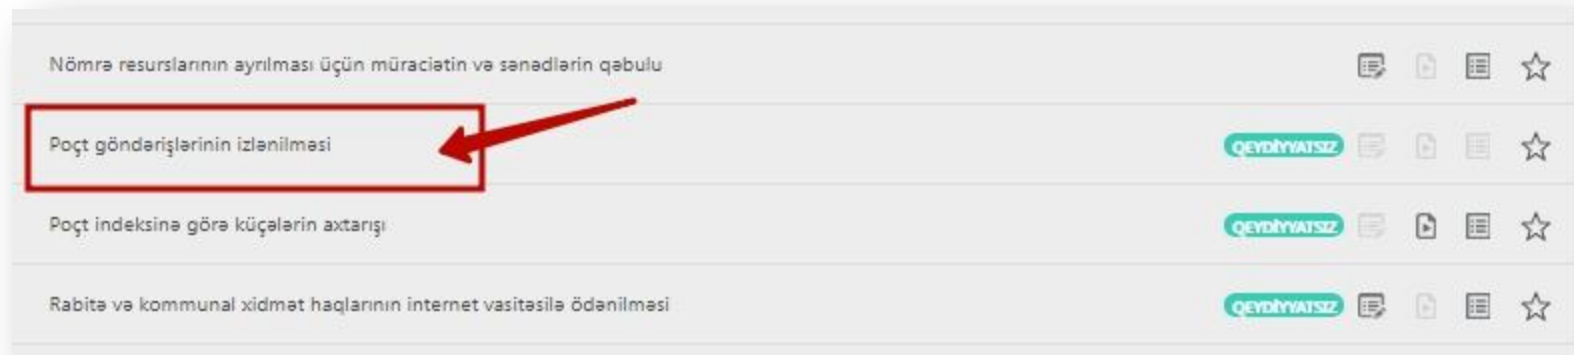 Nömrə resurslarının ayrılması üçün müraciətin və sənədlərin qəbulu
Poçt göndərişlərinin izlənilməsi QEYDİYYATSIZ
Poçt indeksinə görə küçələrin axtarışı QEYDİYYATSIZ
Rabitə və kommunal xidmət haqlarının internet vasitəsilə ödənilməsi QEYDİYYATSIZ